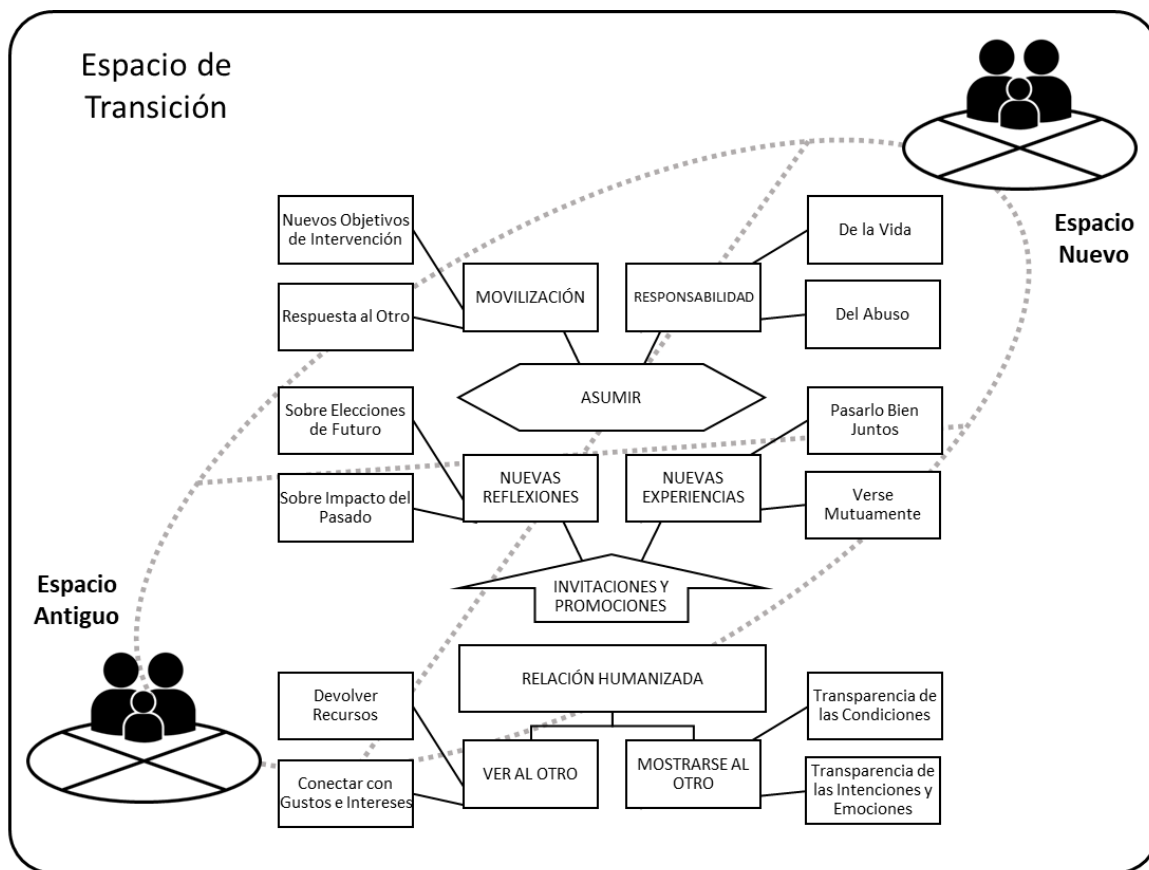 Espacio de
Transición
Espacio
Nuevo
Nuevos Objetivos
de Intervención
Respuesta al Otro
MOVILIZACIÓN
RESPONSABILIDAD
De la Vida
Del Abuso
ASUMIR
Sobre Elecciones
de Futuro
Sobre Impacto del
Pasado
NUEVAS
REFLEXIONES
NUEVAS
EXPERIENCIAS
Pasarlo Bien
Juntos
Verse
Mutuamente
INVITACIONES Y
PROMOCIONES
Espacio
Antiguo
RELACIÓN HUMANIZADA
Devolver
Recursos
Conectar con
Gustos e Intereses
VER AL OTRO
MOSTRARSE AL
OTRO
Transparencia de
las Condiciones
Transparencia de
las Intenciones y
Emociones